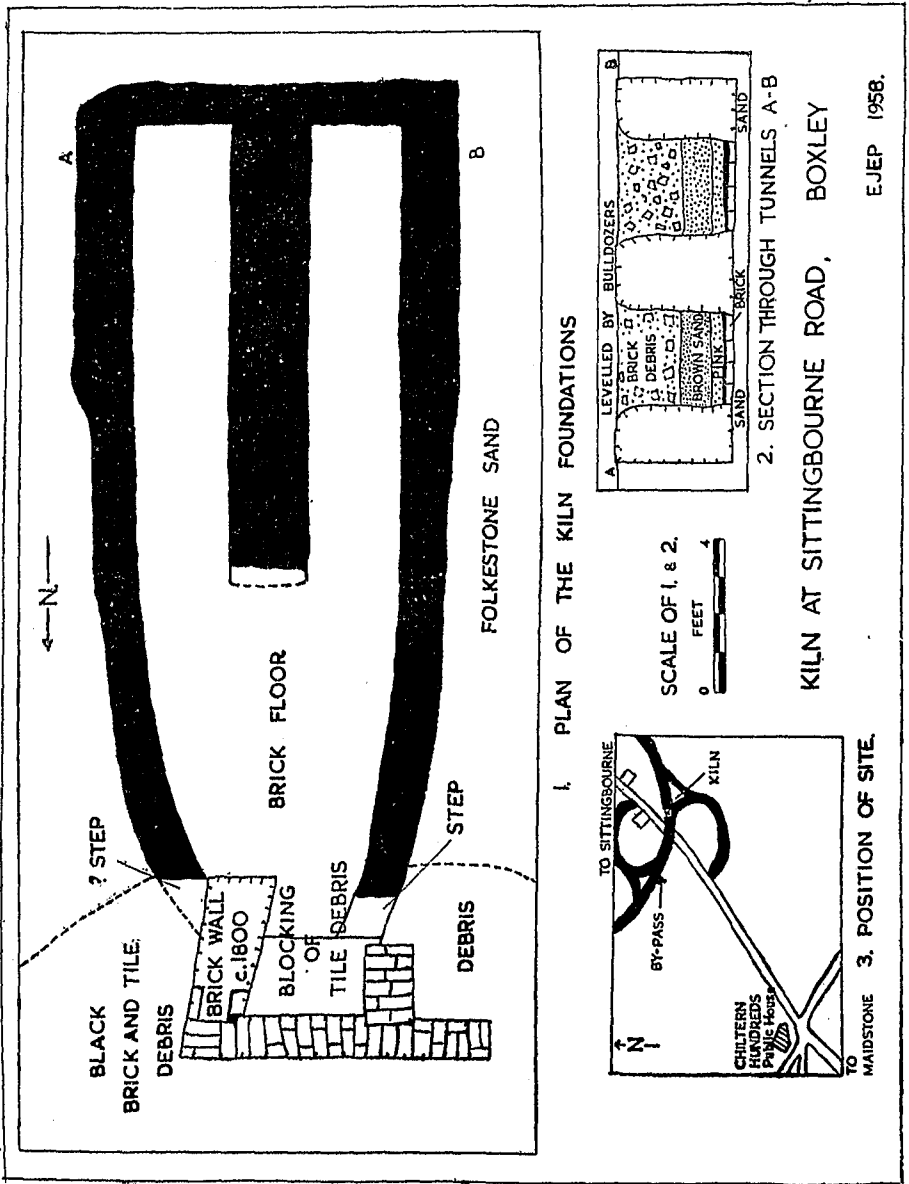 A
B
N
? STEP
BLACK
BRICK AND TILE:
DEBRIS
BRICK WALL
c.1800
BLOCKING
OF
TILE DEBRIS
STEP
DEBRIS
BRICK FLOOR
FOLKESTONE SAND
1. PLAN OF THE KILN FOUNDATIONS
TO SITTINGBOURNE
N
BY-PASS
KILN
CHILTERN
HUNDREDS
Public House
TO
MAIDSTONE
3. POSITION OF SITE.
SCALE OF 1. & 2.
0 4
FEET
A LEVELLED BY BULLDOZERS B
BRICK
DEBRIS
BROWN SAND
PINK
SAND BRICK SAND
2. SECTION THROUGH TUNNELS A-B
KILN AT SITTINGBOURNE ROAD, BOXLEY
EJEP 1958.